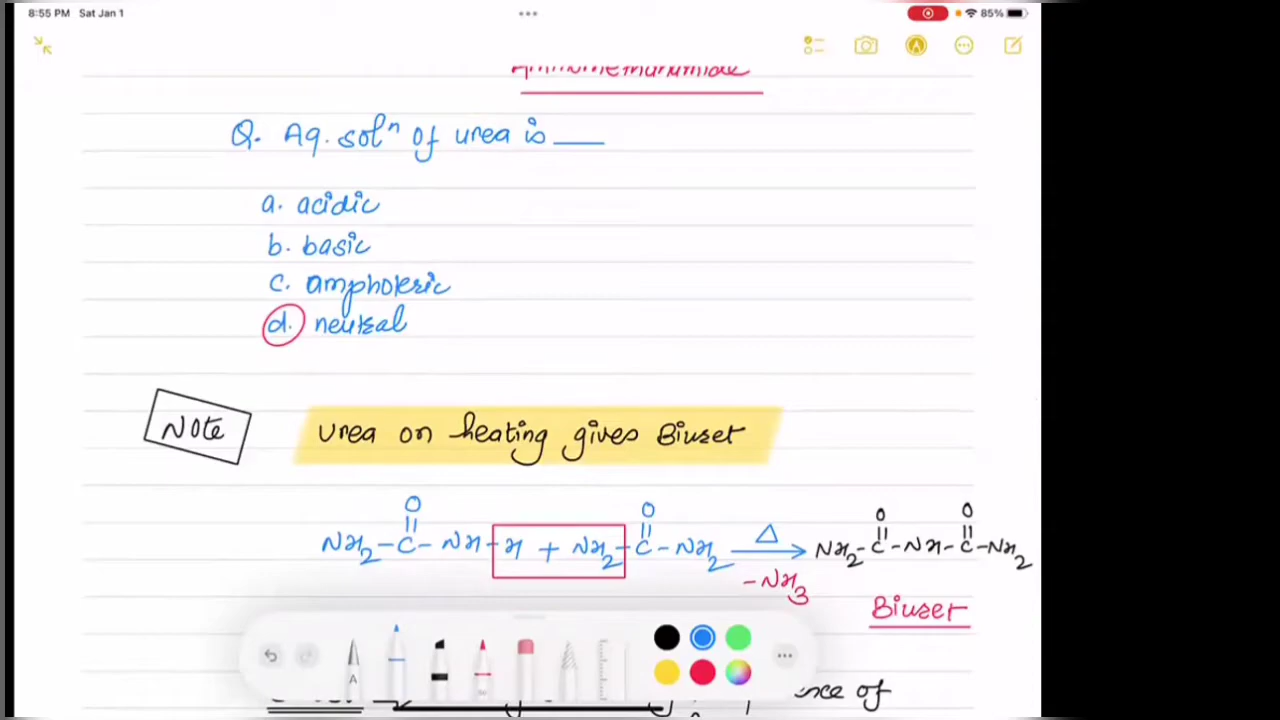 8:55 PM Sat Jan 1
85%
Q. Aq. solⁿ of urea is ____
a. acidic
b. basic
c. amphoteric
d. neutral
NOTE
Urea on heating gives Biuret
O O O O
|| || || ||
NH₂-C-NH-H + NH₂-C-NH₂ → NH₂-C-NH-C-NH₂
Δ
-NH₃
Biuret